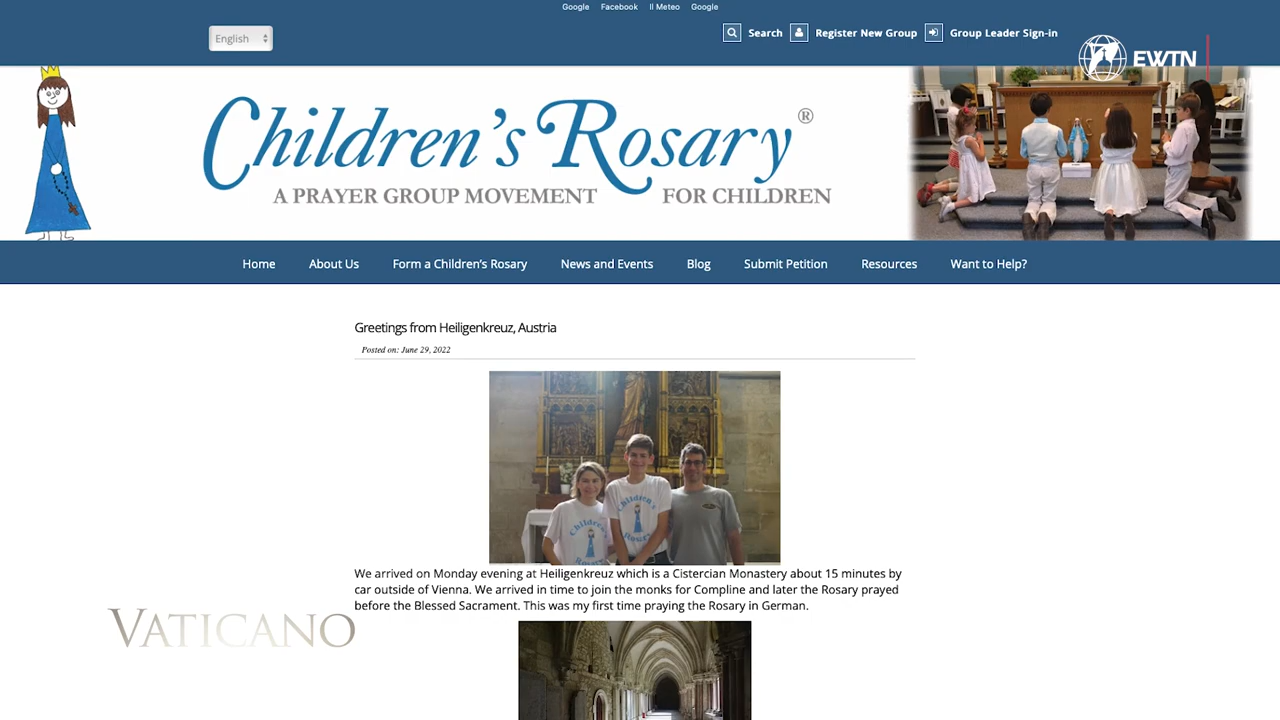 Google Facebook Il Meteo Google
English
Search Register New Group Group Leader Sign-in
EWTN
Children's Rosary®
A PRAYER GROUP MOVEMENT FOR CHILDREN
Home About Us Form a Children's Rosary News and Events Blog Submit Petition Resources Want to Help?
Greetings from Heiligenkreuz, Austria
Posted on: June 29, 2022
Children's
Rosary
Children's
We arrived on Monday evening at Heiligenkreuz which is a Cistercian Monastery about 15 minutes by
car outside of Vienna. We arrived in time to join the monks for Compline and later the Rosary prayed
before the Blessed Sacrament. This was my first time praying the Rosary in German.
VATICANO